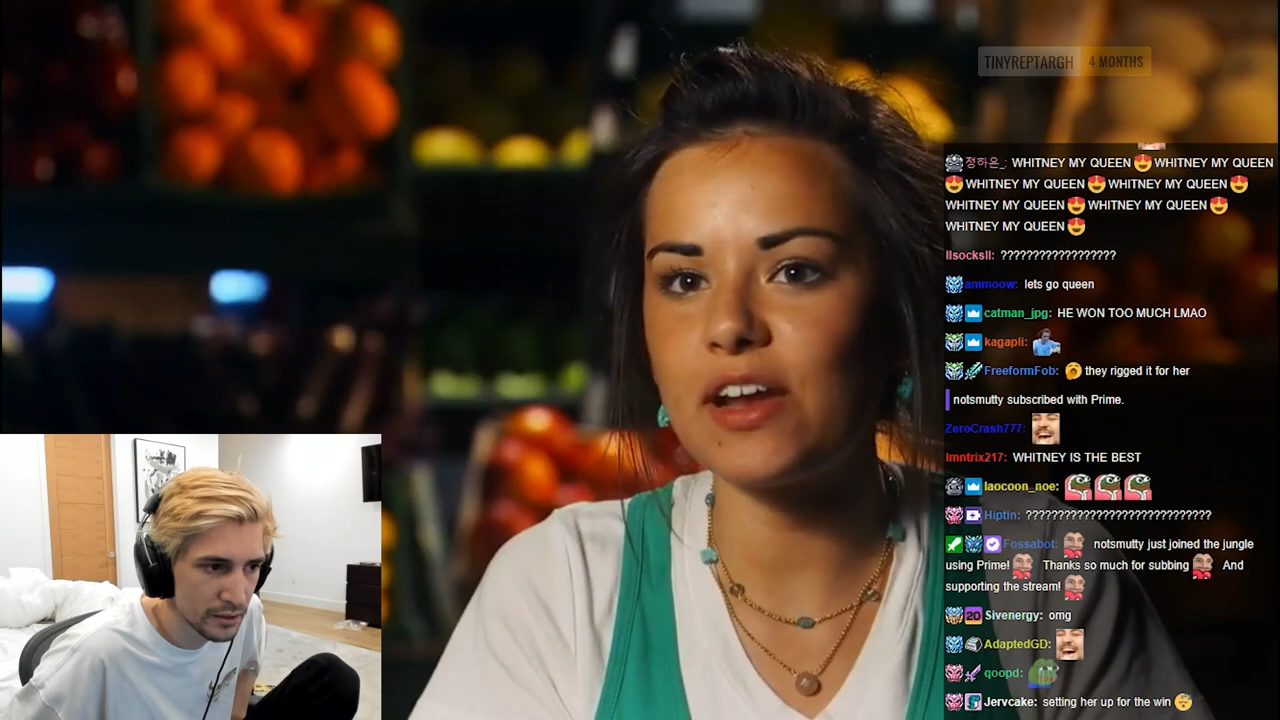 TINYREPTARGH 4 MONTHS
정하은_: WHITNEY MY QUEEN WHITNEY MY QUEEN
WHITNEY MY QUEEN WHITNEY MY QUEEN
WHITNEY MY QUEEN WHITNEY MY QUEEN
WHITNEY MY QUEEN
llsocksll: ??????????????????
ammoow: lets go queen
catman_jpg: HE WON TOO MUCH LMAO
kagapli:
FreeformFob: they rigged it for her
notsmutty subscribed with Prime.
ZeroCrash777:
lmntrix217: WHITNEY IS THE BEST
laocoon_noe:
Hiptin: ?????????????????????????????
Fossabot: notsmutty just joined the jungle
using Prime! Thanks so much for subbing And
supporting the stream!
20 Sivenergy: omg
AdaptedGD:
qoopd:
Jervcake: setting her up for the win